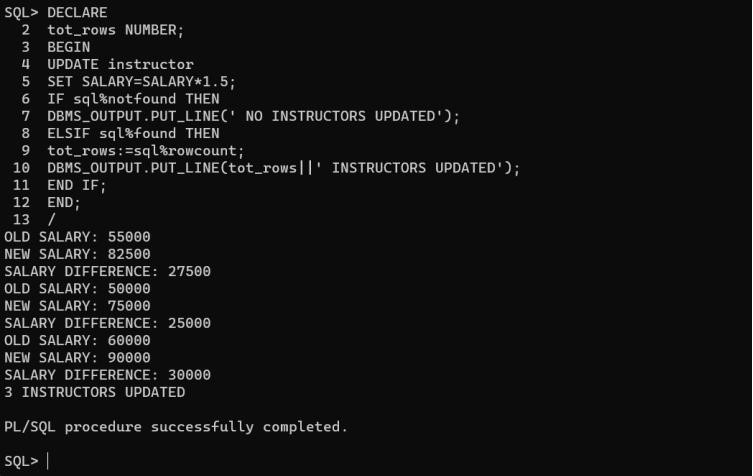 SQL> DECLARE
  2  tot_rows NUMBER;
  3  BEGIN
  4  UPDATE instructor
  5  SET SALARY=SALARY*1.5;
  6  IF sql%notfound THEN
  7  DBMS_OUTPUT.PUT_LINE(' NO INSTRUCTORS UPDATED');
  8  ELSIF sql%found THEN
  9  tot_rows:=sql%rowcount;
 10  DBMS_OUTPUT.PUT_LINE(tot_rows||' INSTRUCTORS UPDATED');
 11  END IF;
 12  END;
 13  /
OLD SALARY: 55000
NEW SALARY: 82500
SALARY DIFFERENCE: 27500
OLD SALARY: 50000
NEW SALARY: 75000
SALARY DIFFERENCE: 25000
OLD SALARY: 60000
NEW SALARY: 90000
SALARY DIFFERENCE: 30000
3 INSTRUCTORS UPDATED

PL/SQL procedure successfully completed.

SQL>